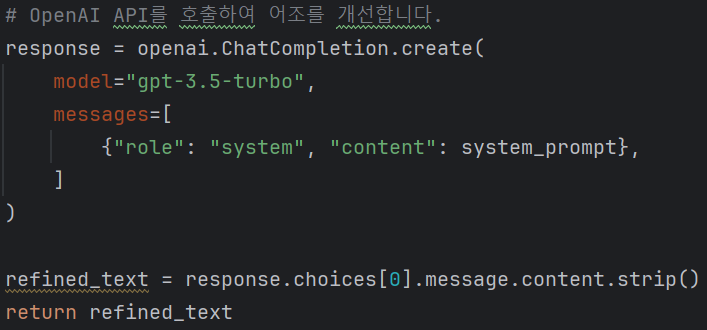 # OpenAI API를 호출하여 어조를 개선합니다.
response = openai.ChatCompletion.create(
    model="gpt-3.5-turbo",
    messages=[
        {"role": "system", "content": system_prompt},
    ]
)

refined_text = response.choices[0].message.content.strip()
return refined_text